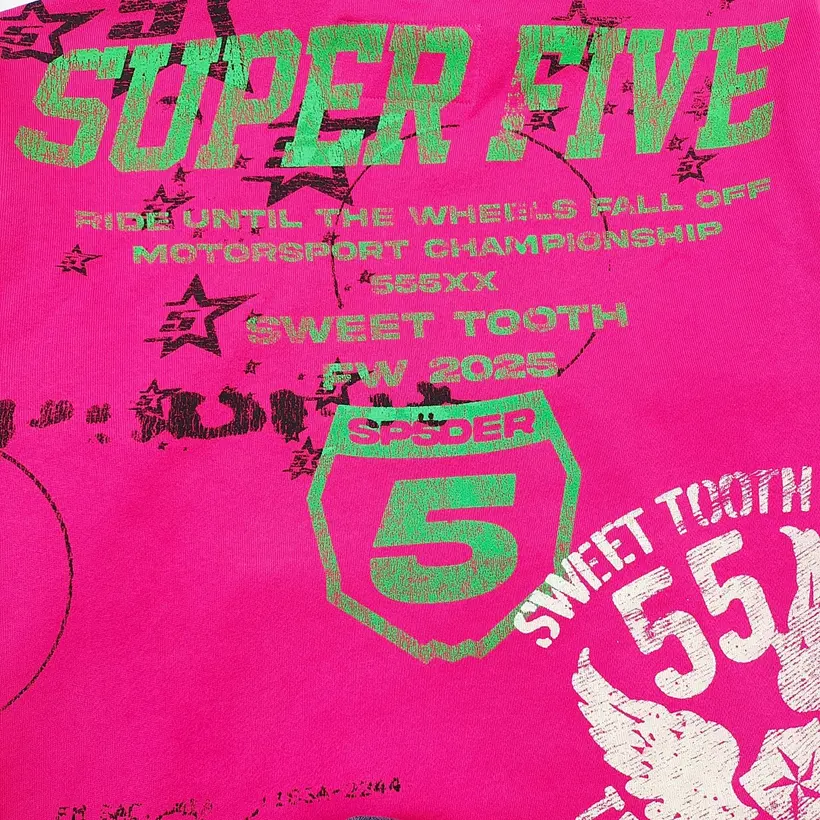 SUPER FIVE
RIDE UNTIL THE WHEELS FALL OFF
MOTORSPORT CHAMPIONSHIP
555XX
SWEET TOOTH
FW 2025
SP5DER
5
SWEET TOOTH
55